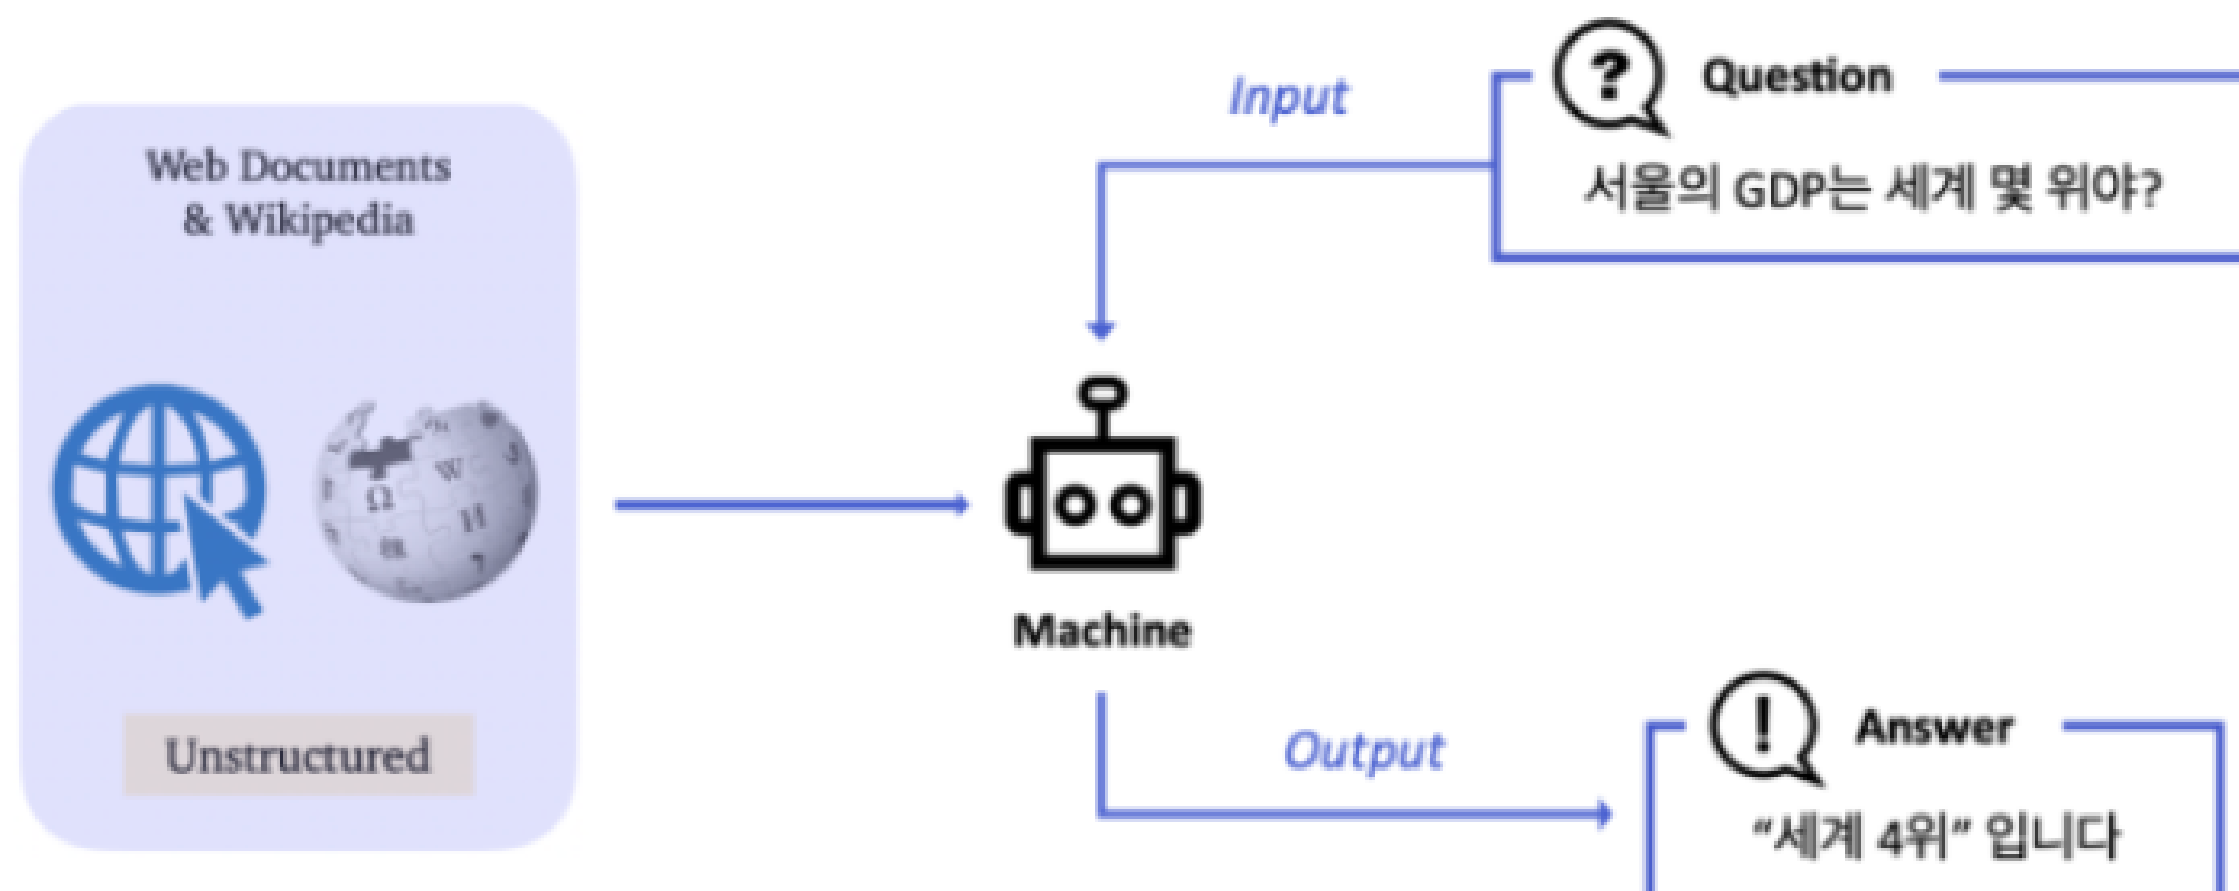 Web Documents
& Wikipedia
Unstructured
Input
Question
서울의 GDP는 세계 몇 위야?
Machine
Output
Answer
“세계 4위” 입니다